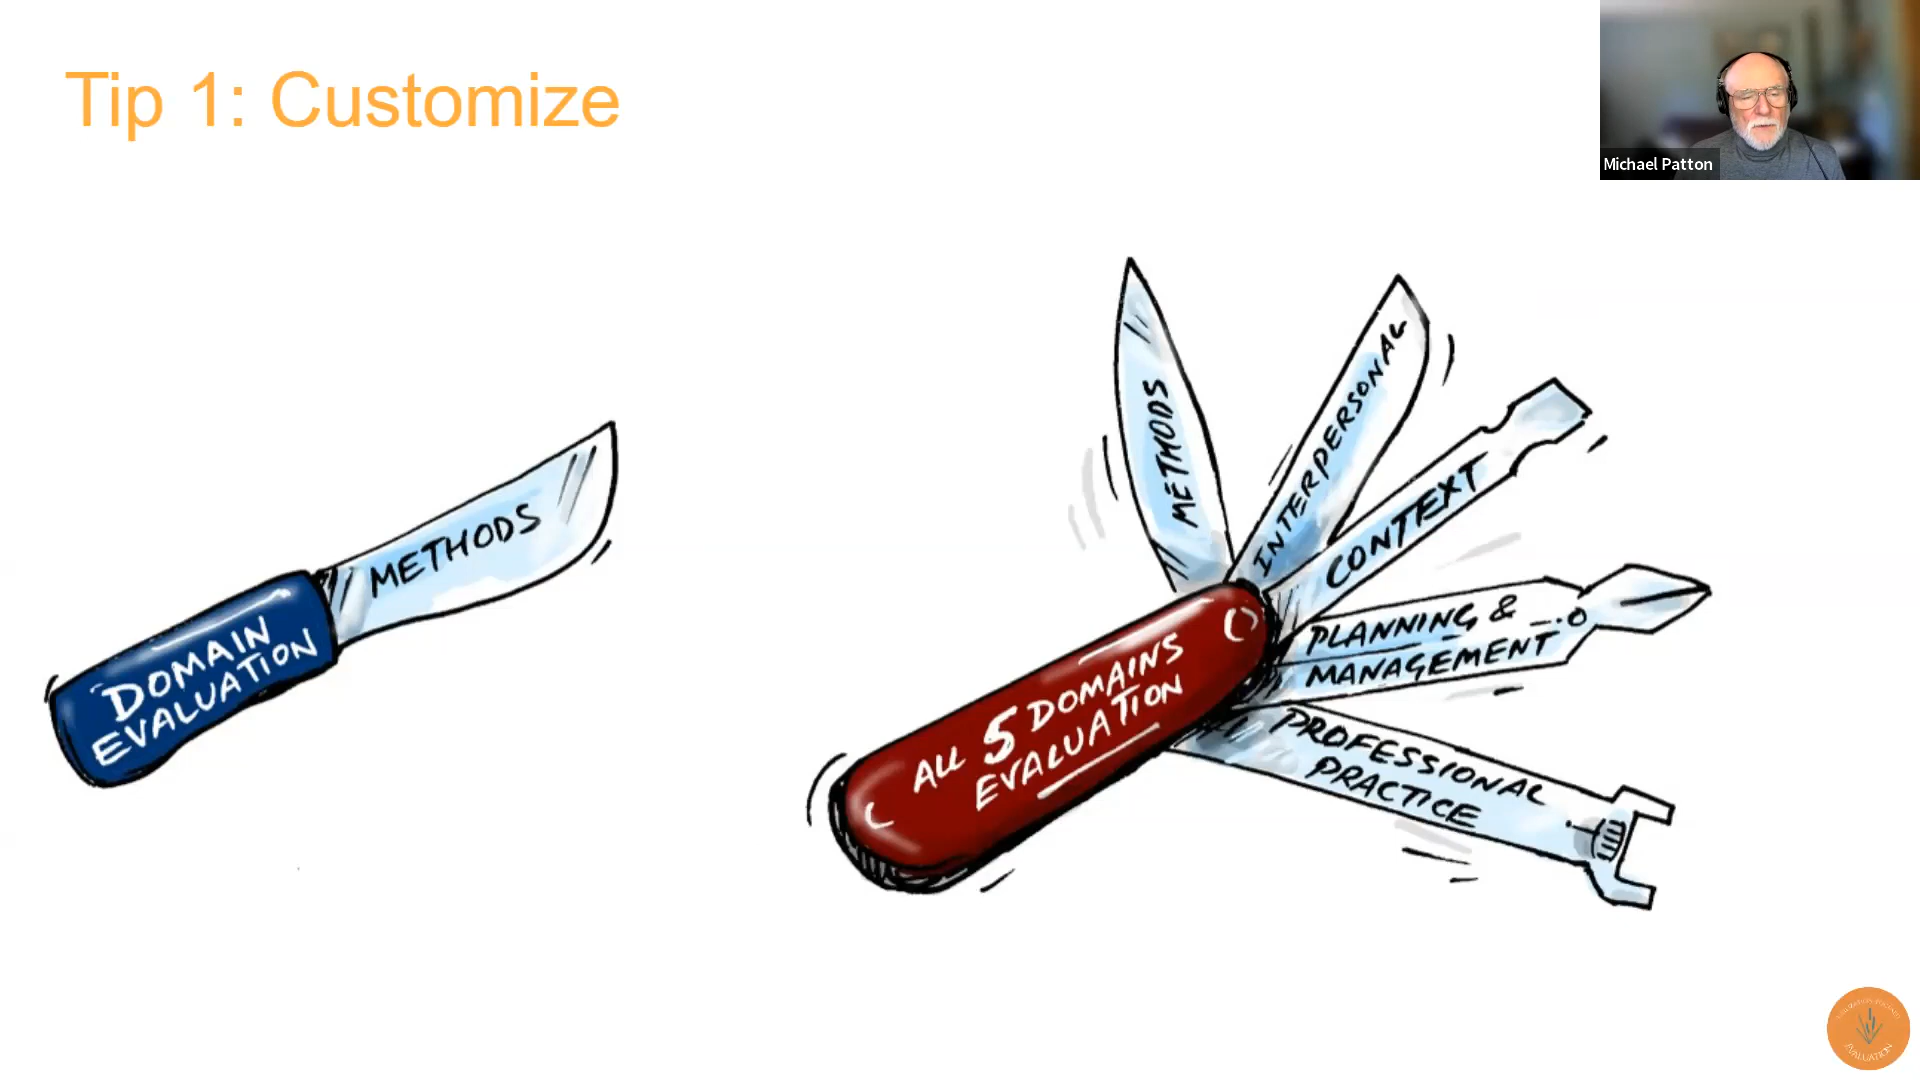 Tip 1: Customize
Michael Patton
METHODS
DOMAIN
EVALUATION
METHODS
INTERPERSONAL
CONTEXT
PLANNING &
MANAGEMENT
PROFESSIONAL
PRACTICE
ALL 5 DOMAINS
EVALUATION
EVALUATION